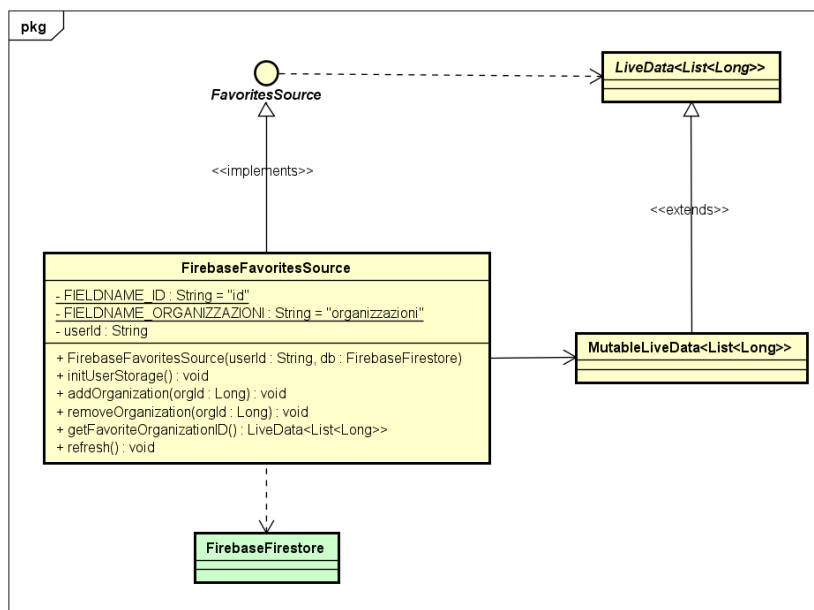 pkg
FavoritesSource
LiveData<List<Long>>
<<implements>>
<<extends>>
FirebaseFavoritesSource
- FIELDNAME_ID : String = "id"
- FIELDNAME_ORGANIZZAZIONI : String = "organizzazioni"
- userId : String
+ FirebaseFavoritesSource(userId : String, db : FirebaseFirestore)
+ initUserStorage() : void
+ addOrganization(orgId : Long) : void
+ removeOrganization(orgId : Long) : void
+ getFavoriteOrganizationID() : LiveData<List<Long>>
+ refresh() : void
MutableLiveData<List<Long>>
FirebaseFirestore